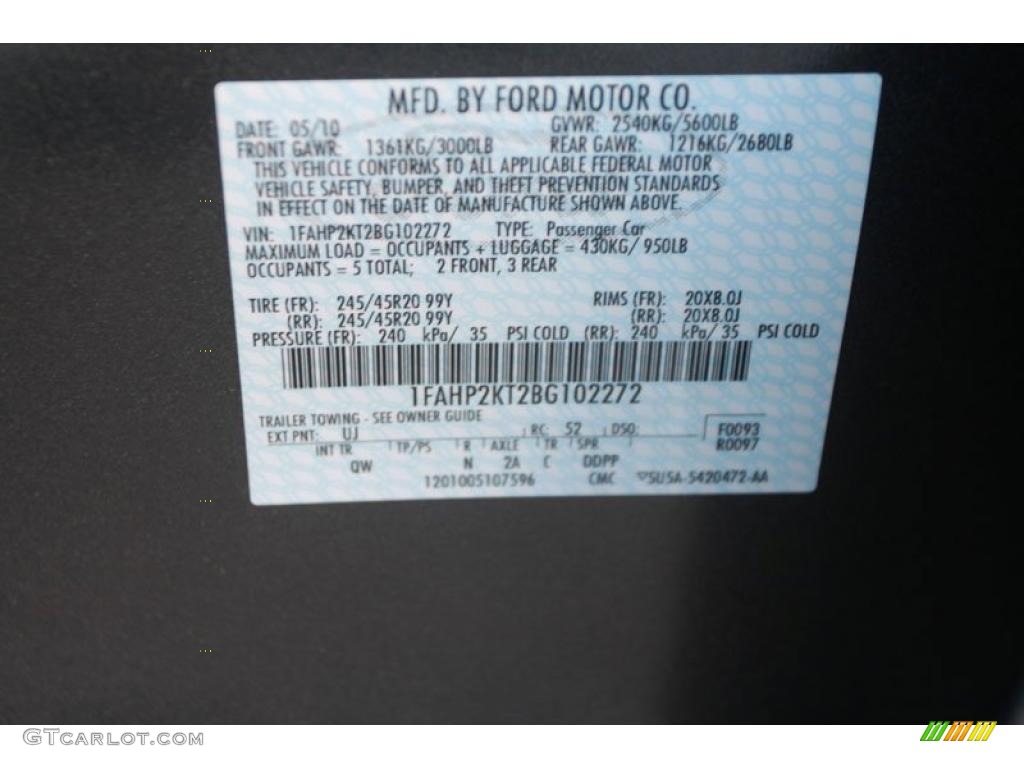 MFD. BY FORD MOTOR CO.
DATE: 05/10 GVWR: 2540KG/5600LB
FRONT GAWR: 1361KG/3000LB REAR GAWR: 1216KG/2680LB
THIS VEHICLE CONFORMS TO ALL APPLICABLE FEDERAL MOTOR
VEHICLE SAFETY, BUMPER, AND THEFT PREVENTION STANDARDS
IN EFFECT ON THE DATE OF MANUFACTURE SHOWN ABOVE.
VIN: 1FAHP2KT2BG102272 TYPE: Passenger Car
MAXIMUM LOAD = OCCUPANTS + LUGGAGE = 430KG/ 950LB
OCCUPANTS = 5 TOTAL; 2 FRONT, 3 REAR
TIRE (FR): 245/45R20 99Y RIMS (FR): 20X8.0J
(RR): 245/45R20 99Y (RR): 20X8.0J
PRESSURE (FR): 240 kPa/ 35 PSI COLD (RR): 240 kPa/ 35 PSI COLD
1FAHP2KT2BG102272
TRAILER TOWING - SEE OWNER GUIDE
EXT PNT: UJ RC: 52 DSO: F0093
INT TR TP/PS R AXLE TR SPR R0097
QW N 2A C DDPP
1201005107596 CMC 5U5A-5420472-AA
GTCARLOT.COM